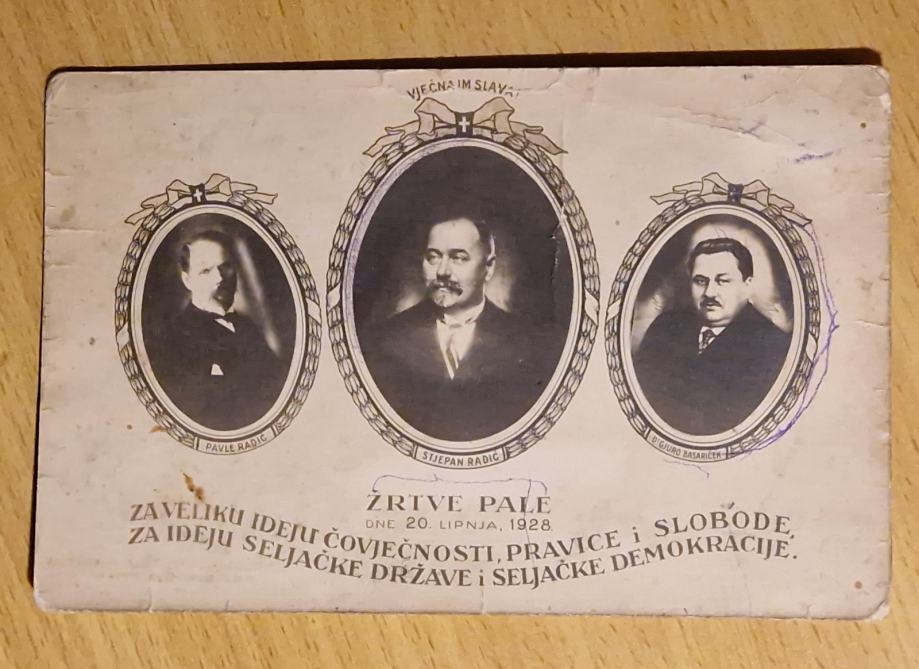 VJEČNA IM SLAVA!
PAVLE RADIĆ
STJEPAN RADIĆ
Dr GJURO BASARIČEK
ŽRTVE PALE
DNE 20. LIPNJA, 1928.
ZA VELIKU IDEJU ČOVJEČNOSTI, PRAVICE i SLOBODE,
ZA IDEJU SELJAČKE DRŽAVE i SELJAČKE DEMOKRACIJE.